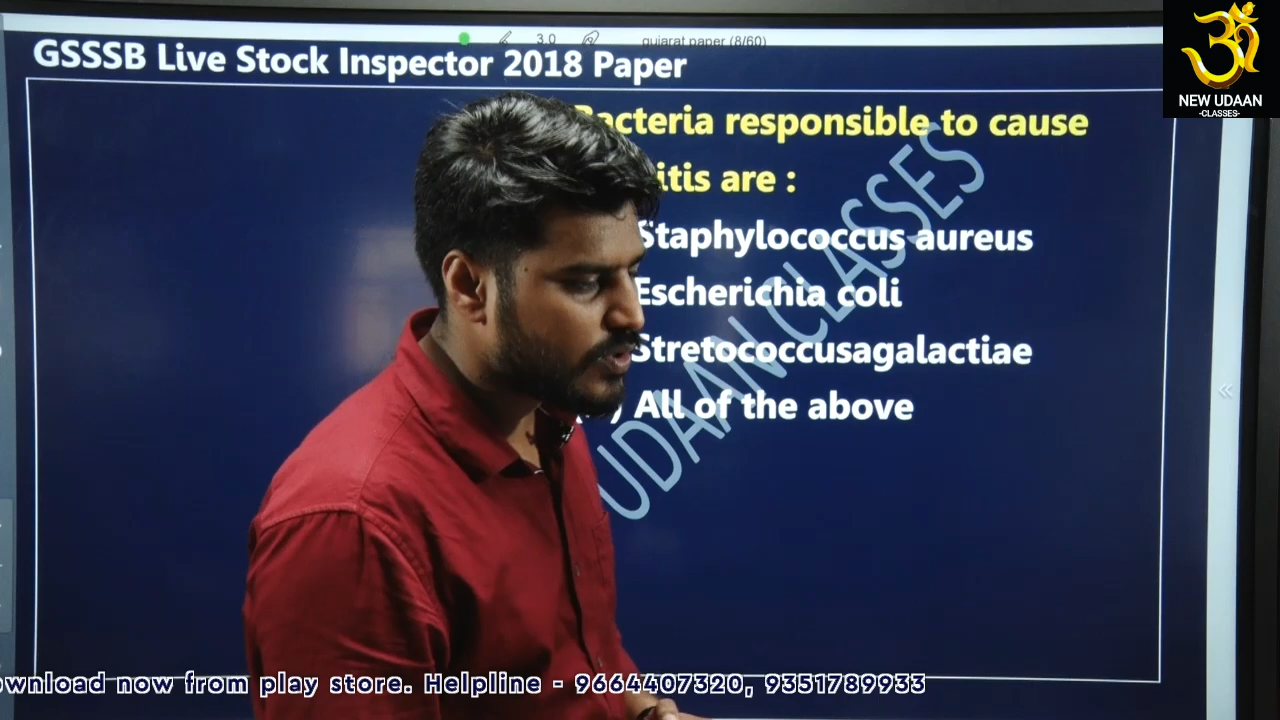 3.0 gujarat paper (8/60)
GSSSB Live Stock Inspector 2018 Paper
NEW UDAAN
-CLASSES-
Bacteria responsible to cause
itis are :
Staphylococcus aureus
Escherichia coli
Stretococcusagalactiae
) All of the above
UDAAN CLASSES
ownload now from play store. Helpline - 9664407320, 9351789933